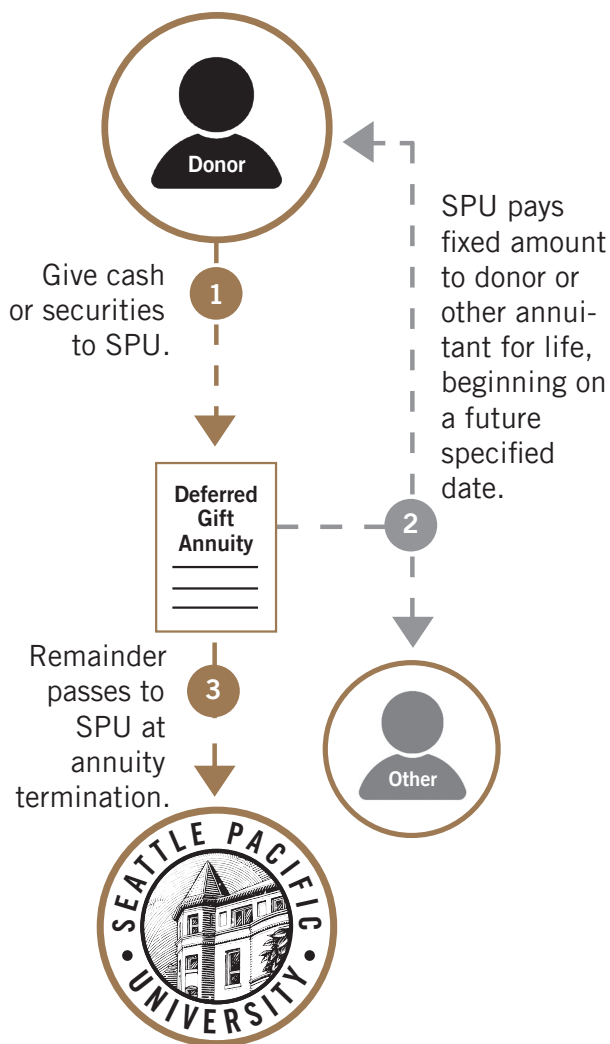 Donor
Give cash
or securities
to SPU.
1
SPU pays
fixed amount
to donor or
other annui-
tant for life,
beginning on
a future
specified
date.
Deferred
Gift
Annuity
2
Remainder
passes to
SPU at
annuity
termination.
3
Other
SEATTLE PACIFIC
• UNIVERSITY •